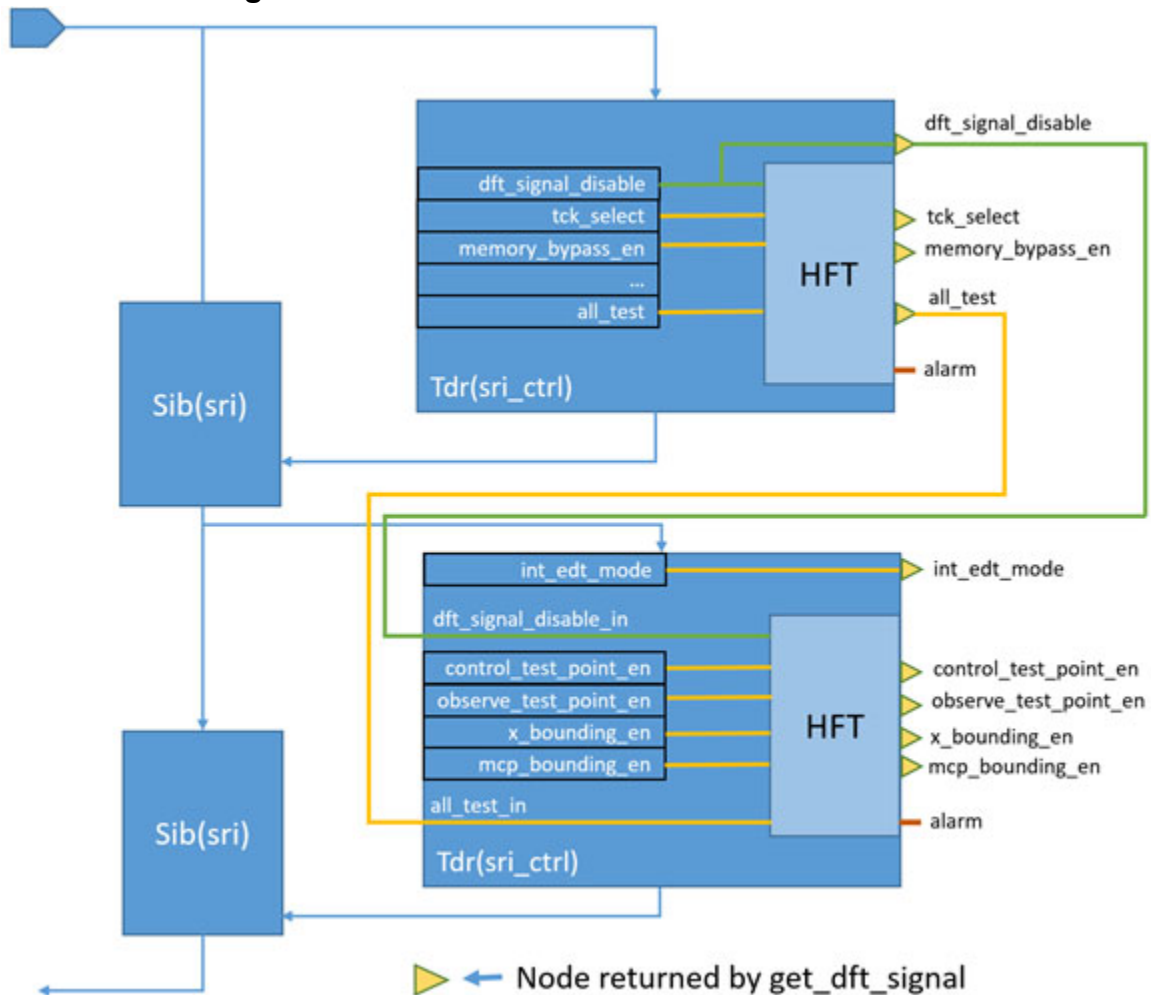 g
dft_signal_disable
dft_signal_disable
tck_select
tck_select
memory_bypass_en
memory_bypass_en
HFT
...
all_test
all_test
alarm
Tdr(sri_ctrl)
Sib(sri)
int_edt_mode
int_edt_mode
dft_signal_disable_in
control_test_point_en
control_test_point_en
observe_test_point_en
observe_test_point_en
HFT
x_bounding_en
x_bounding_en
mcp_bounding_en
mcp_bounding_en
all_test_in
alarm
Sib(sri)
Tdr(sri_ctrl)
Node returned by get_dft_signal